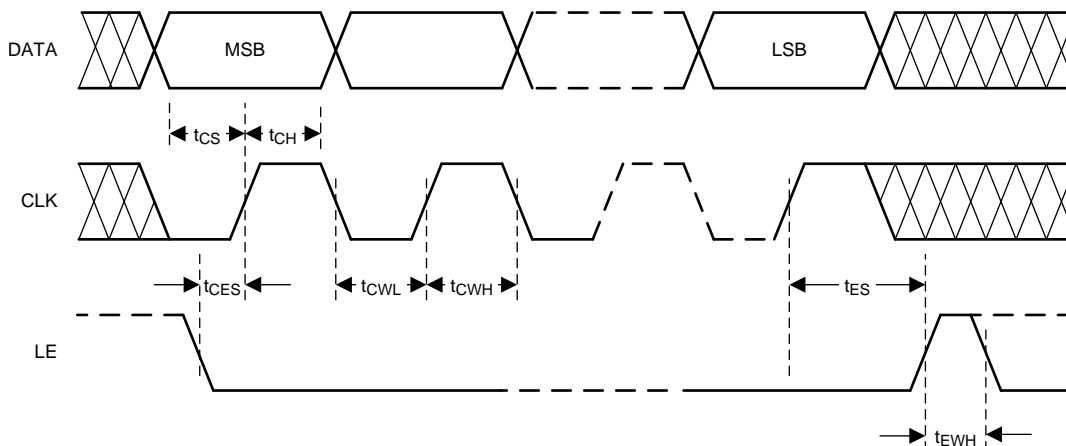 DATA
MSB
LSB
tCS
tCH
CLK
tCES
tCWL
tCWH
tES
LE
tEWH